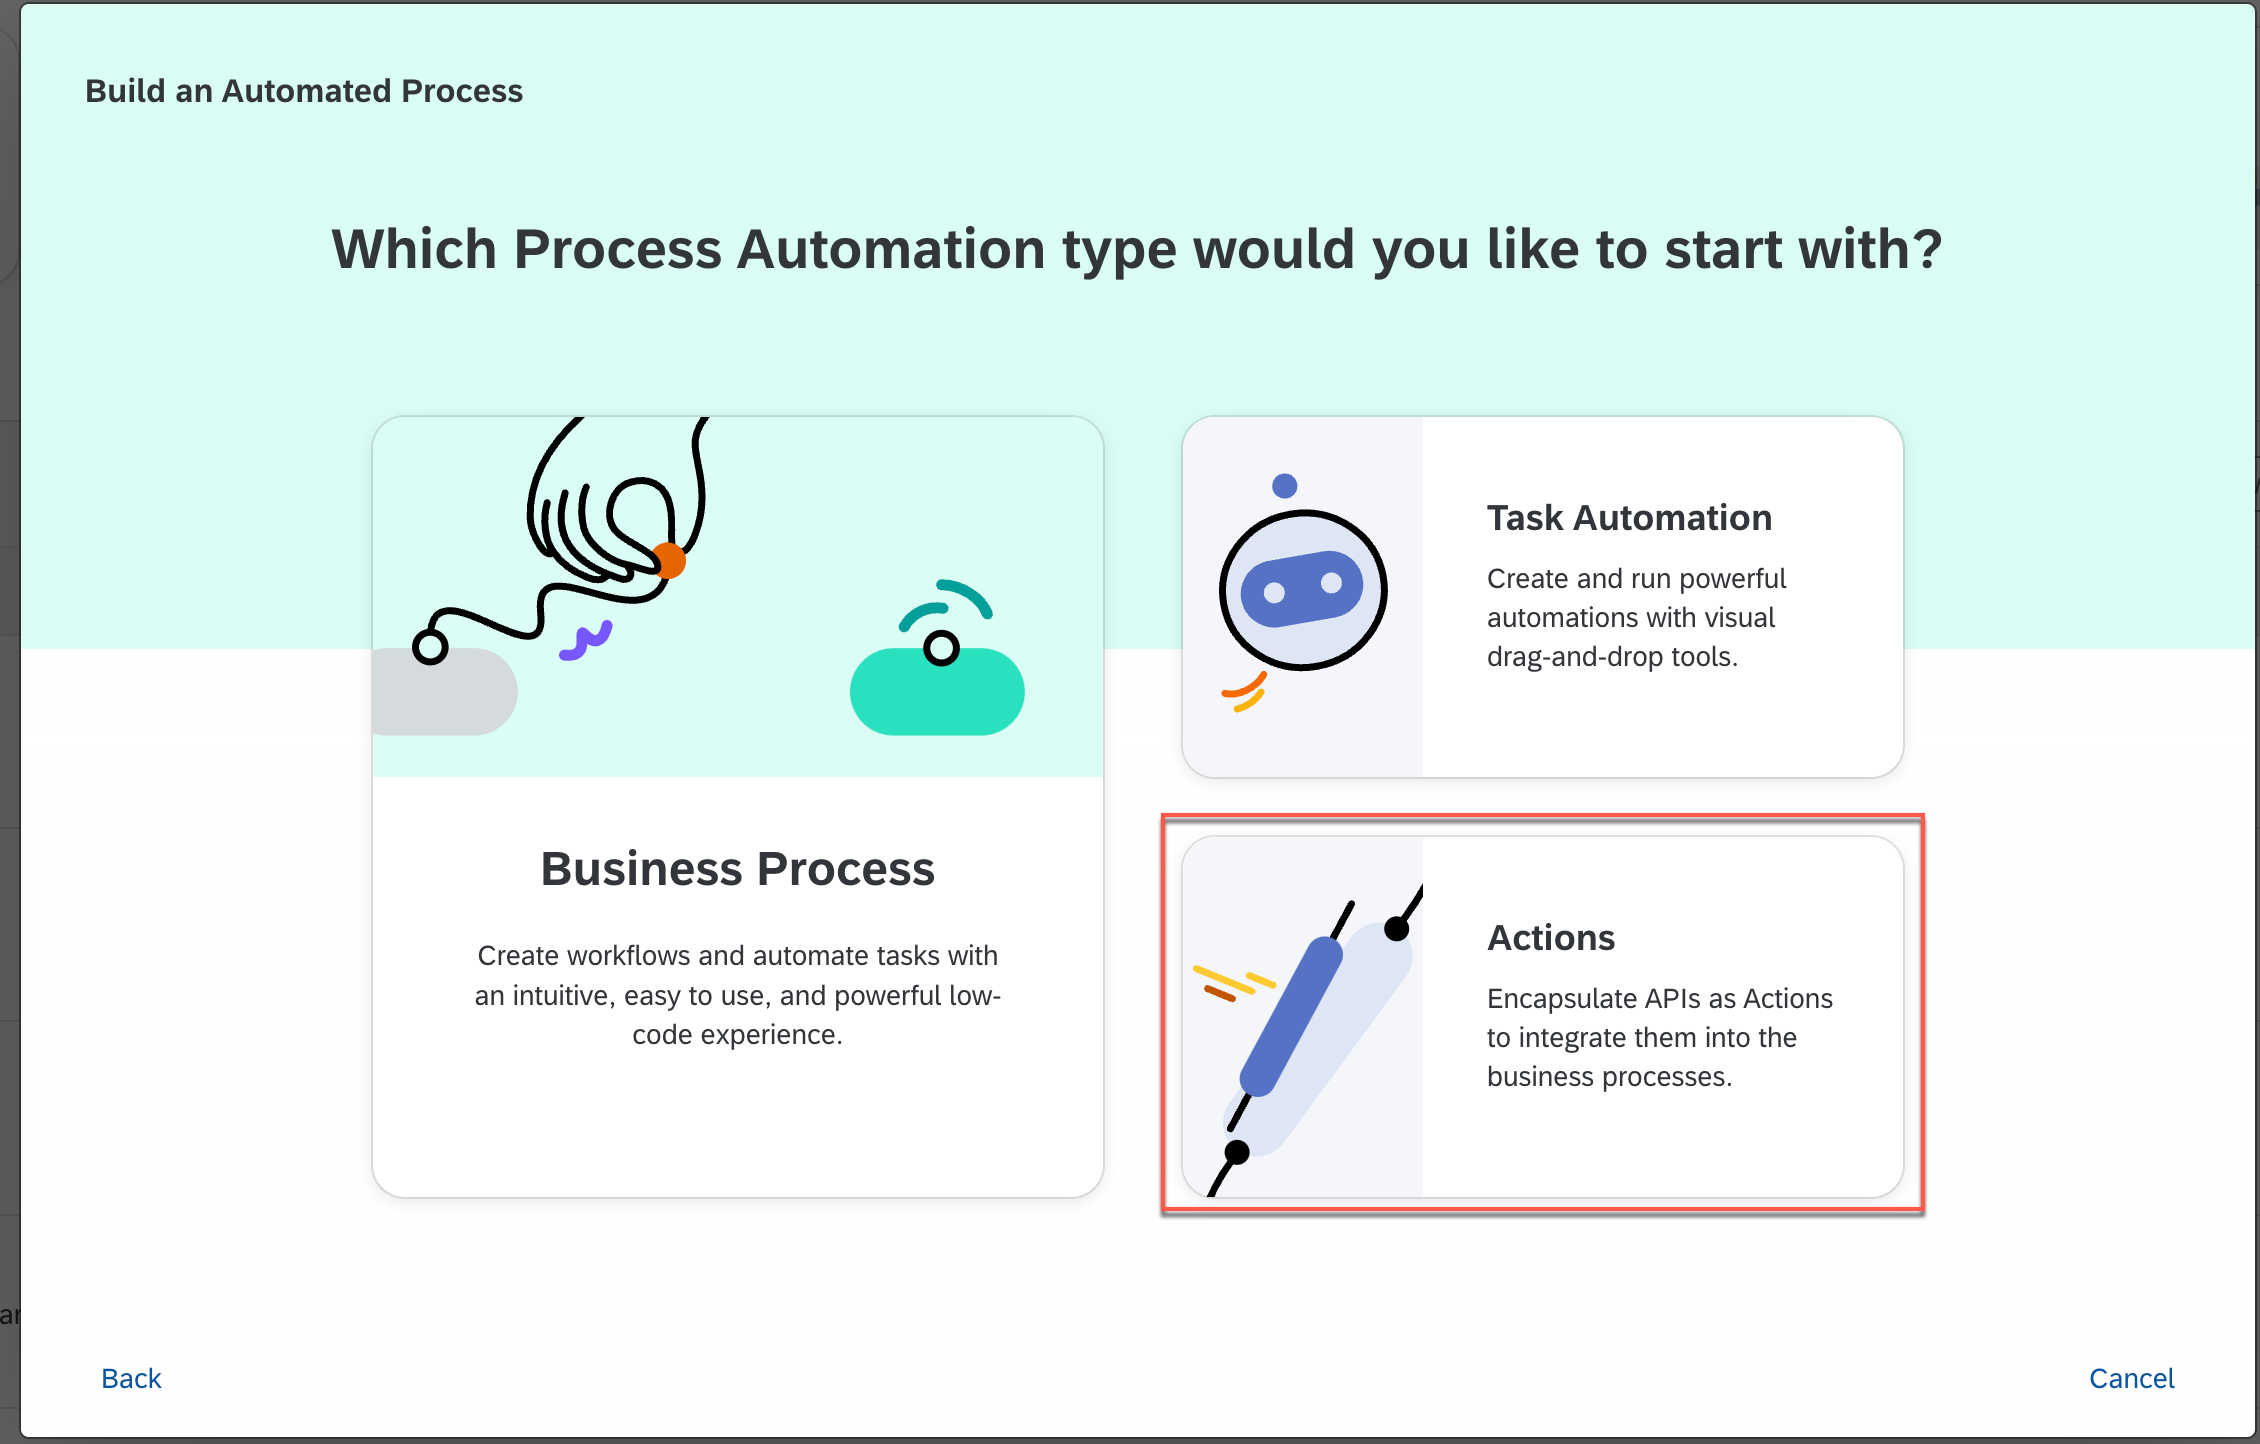 Build an Automated Process
Which Process Automation type would you like to start with?
Business Process
Create workflows and automate tasks with
an intuitive, easy to use, and powerful low-
code experience.
Task Automation
Create and run powerful
automations with visual
drag-and-drop tools.
Actions
Encapsulate APIs as Actions
to integrate them into the
business processes.
Back
Cancel